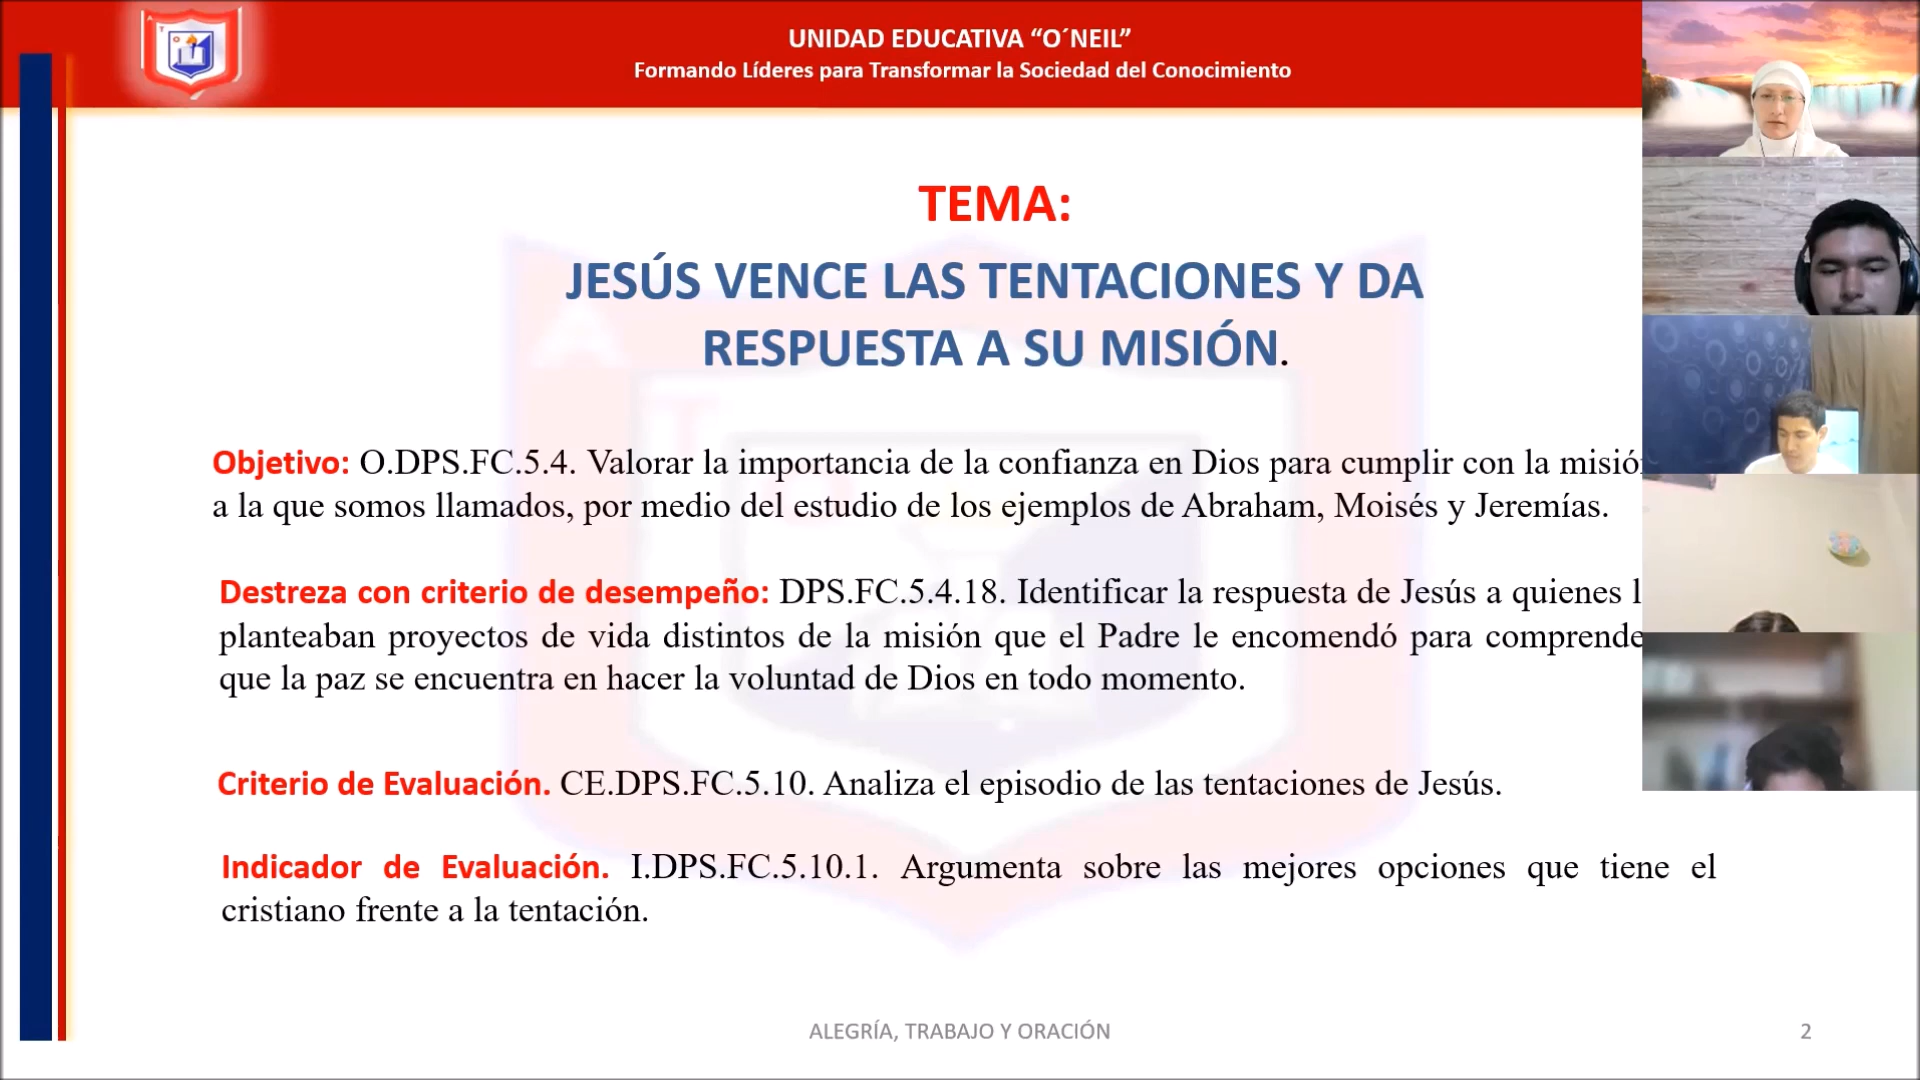 UNIDAD EDUCATIVA “O´NEIL”
Formando Líderes para Transformar la Sociedad del Conocimiento
TEMA:
JESÚS VENCE LAS TENTACIONES Y DA
RESPUESTA A SU MISIÓN.
Objetivo: O.DPS.FC.5.4. Valorar la importancia de la confianza en Dios para cumplir con la misión
a la que somos llamados, por medio del estudio de los ejemplos de Abraham, Moisés y Jeremías.
Destreza con criterio de desempeño: DPS.FC.5.4.18. Identificar la respuesta de Jesús a quienes l
planteaban proyectos de vida distintos de la misión que el Padre le encomendó para comprende
que la paz se encuentra en hacer la voluntad de Dios en todo momento.
Criterio de Evaluación. CE.DPS.FC.5.10. Analiza el episodio de las tentaciones de Jesús.
Indicador de Evaluación. I.DPS.FC.5.10.1. Argumenta sobre las mejores opciones que tiene el
cristiano frente a la tentación.
ALEGRÍA, TRABAJO Y ORACIÓN
2